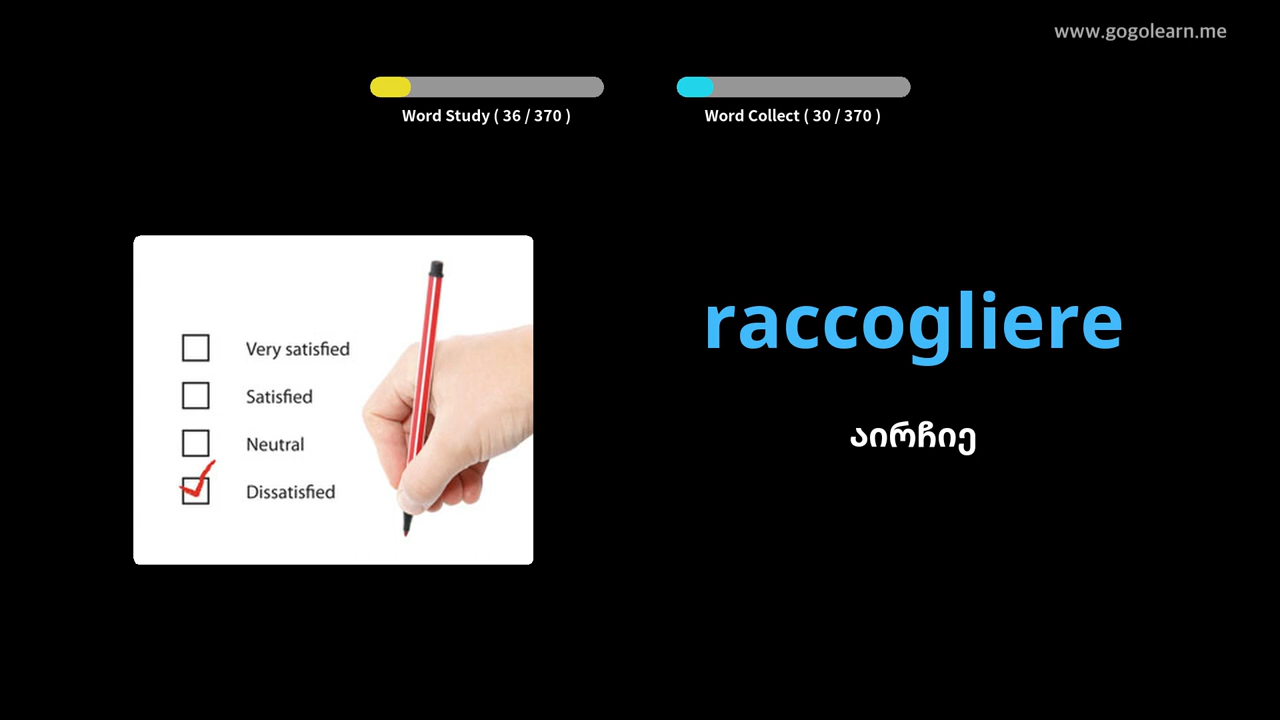 www.gogolearn.me
Word Study ( 36 / 370 )
Word Collect ( 30 / 370 )
Very satisfied
Satisfied
Neutral
Dissatisfied
raccogliere
აირჩიე